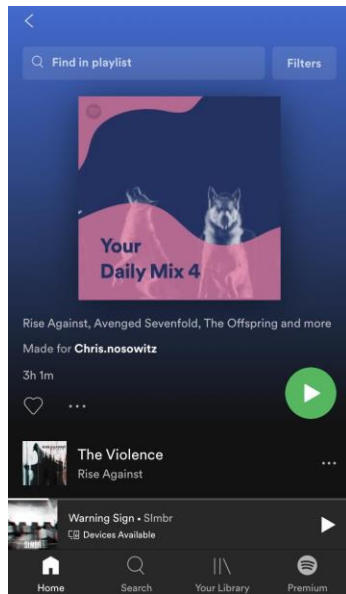 Find in playlist
Filters
Your
Daily Mix 4
Rise Against, Avenged Sevenfold, The Offspring and more
Made for Chris.nosowitz
3h 1m
The Violence
Rise Against
Warning Sign • Slmbr
Devices Available
Home
Search
Your Library
Premium